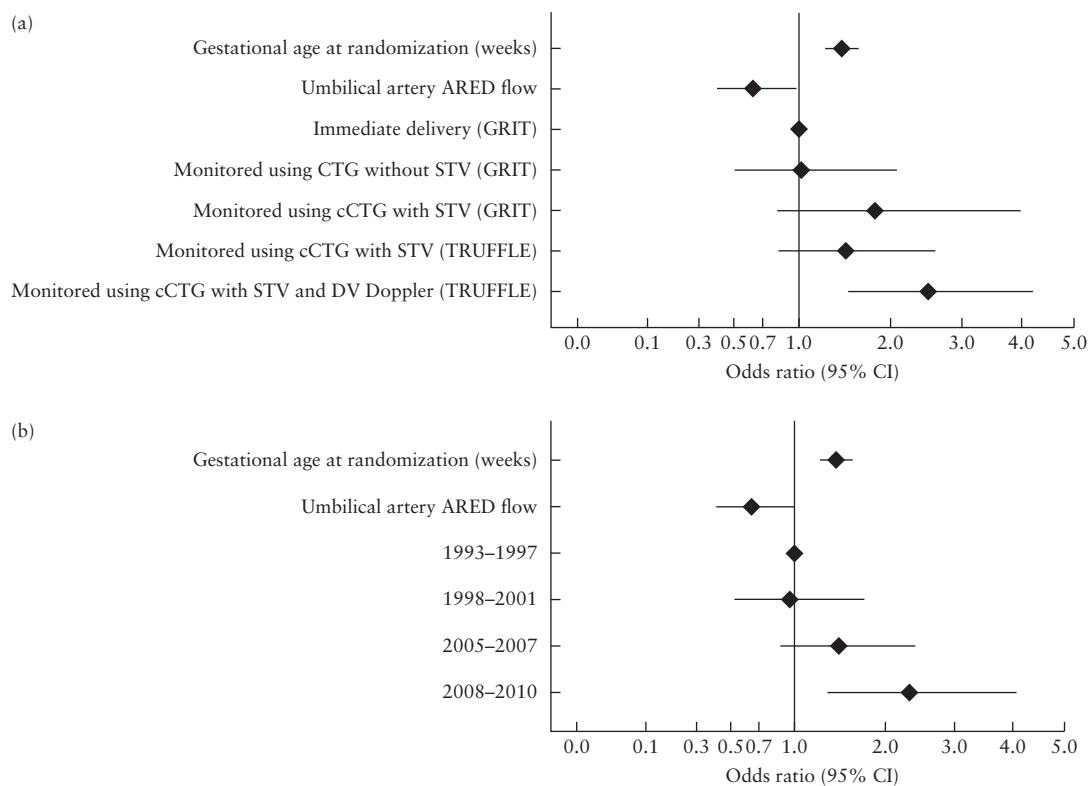 (a)
Gestational age at randomization (weeks)
Umbilical artery ARED flow
Immediate delivery (GRIT)
Monitored using CTG without STV (GRIT)
Monitored using cCTG with STV (GRIT)
Monitored using cCTG with STV (TRUFFLE)
Monitored using cCTG with STV and DV Doppler (TRUFFLE)
0.0 0.1 0.3 0.5 0.7 1.0 2.0 3.0 4.0 5.0
Odds ratio (95% CI)
(b)
Gestational age at randomization (weeks)
Umbilical artery ARED flow
1993–1997
1998–2001
2005–2007
2008–2010
0.0 0.1 0.3 0.5 0.7 1.0 2.0 3.0 4.0 5.0
Odds ratio (95% CI)